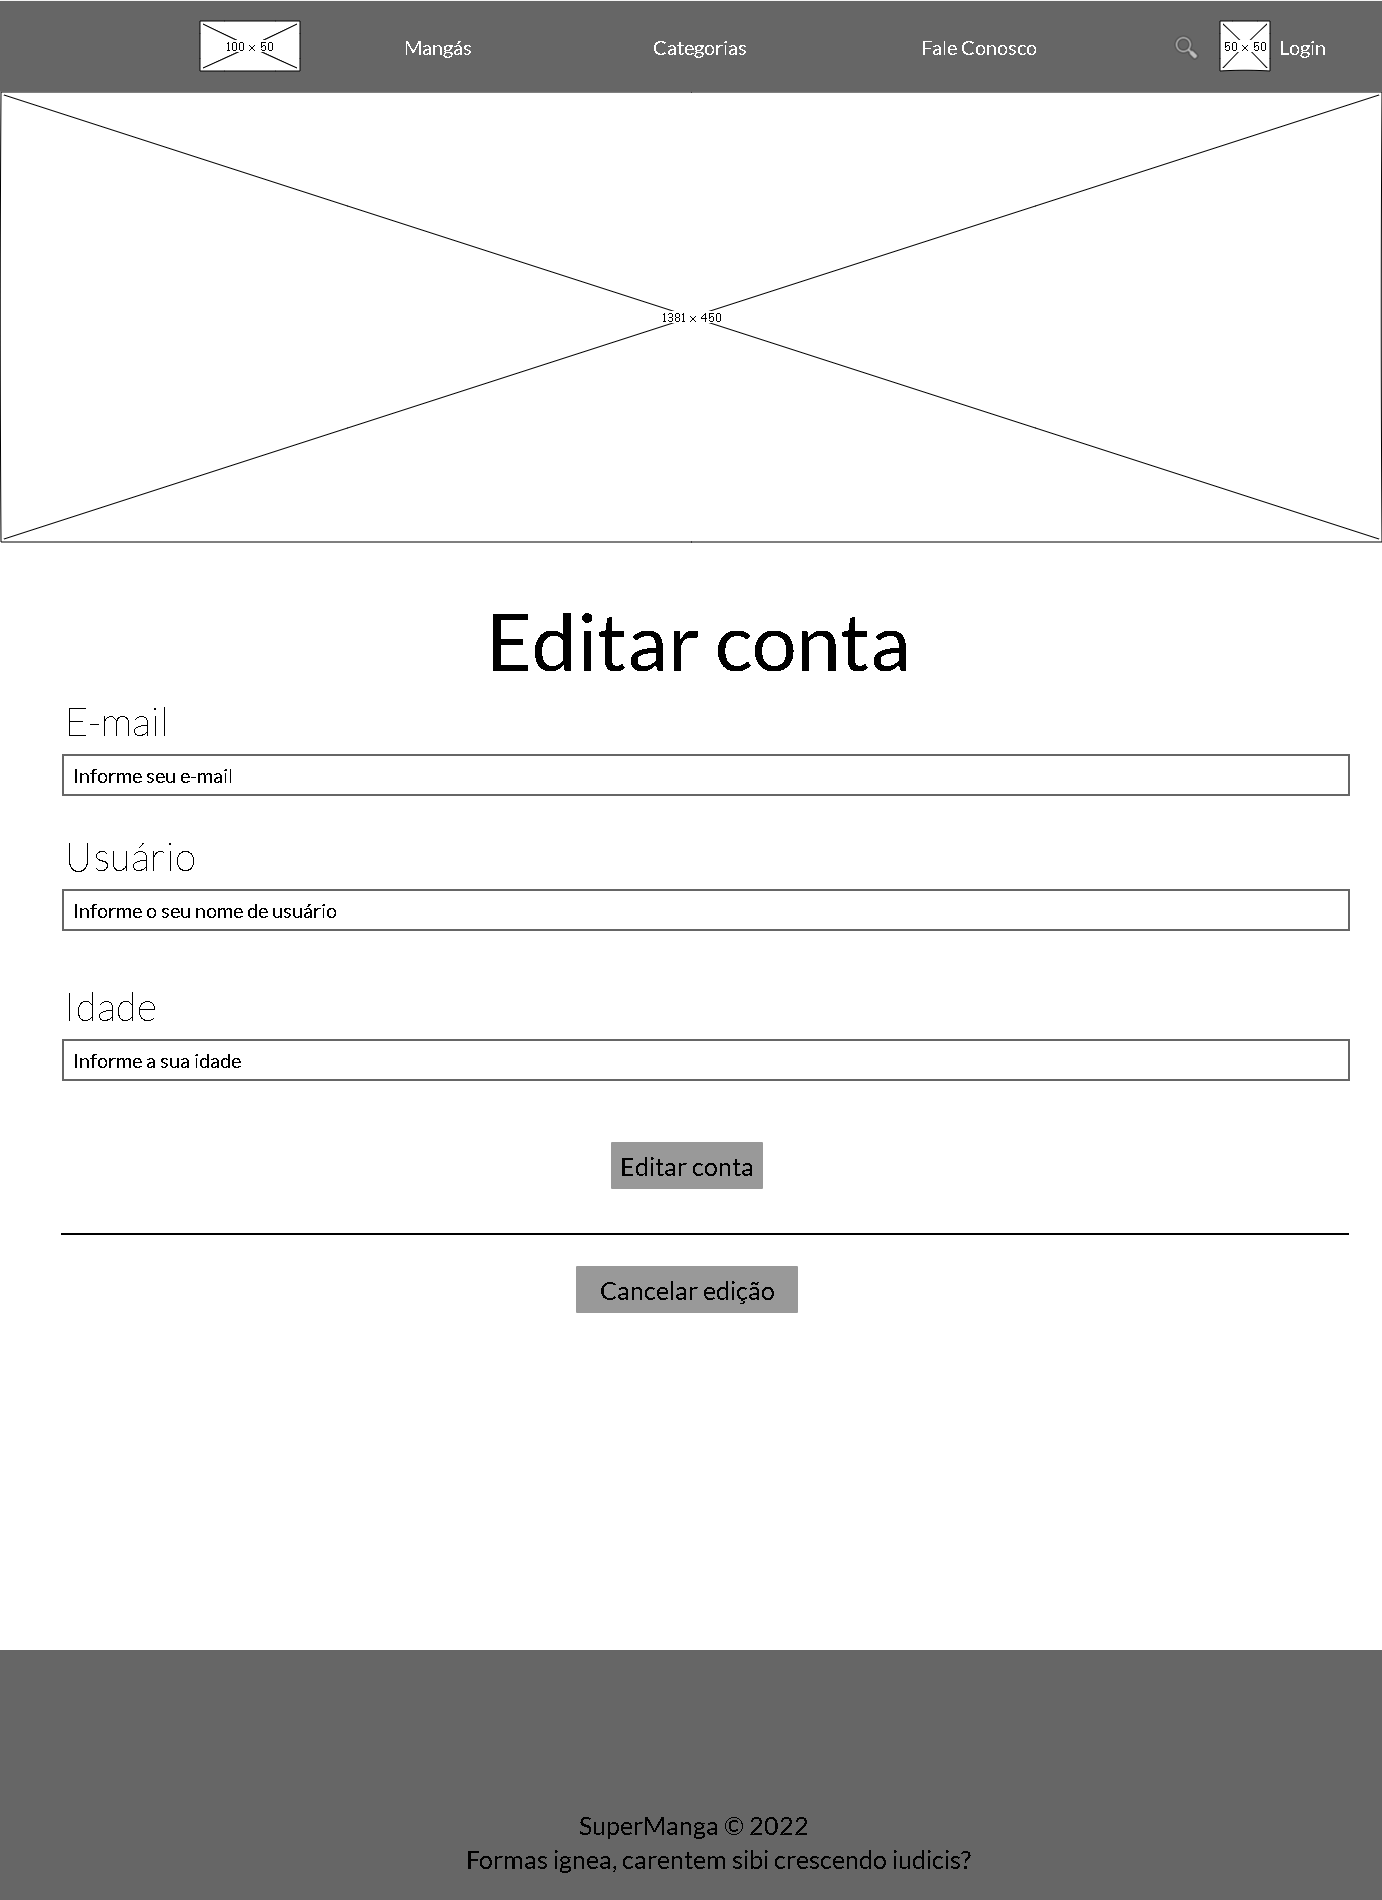 100 x 50
Mangás
Categorias
Fale Conosco
50 x 50
Login
1381 x 450
Editar conta
E-mail
Informe seu e-mail
Usuário
Informe o seu nome de usuário
Idade
Informe a sua idade
Editar conta
Cancelar edição
SuperManga © 2022
Formas ignea, carentem sibi crescendo iudicis?